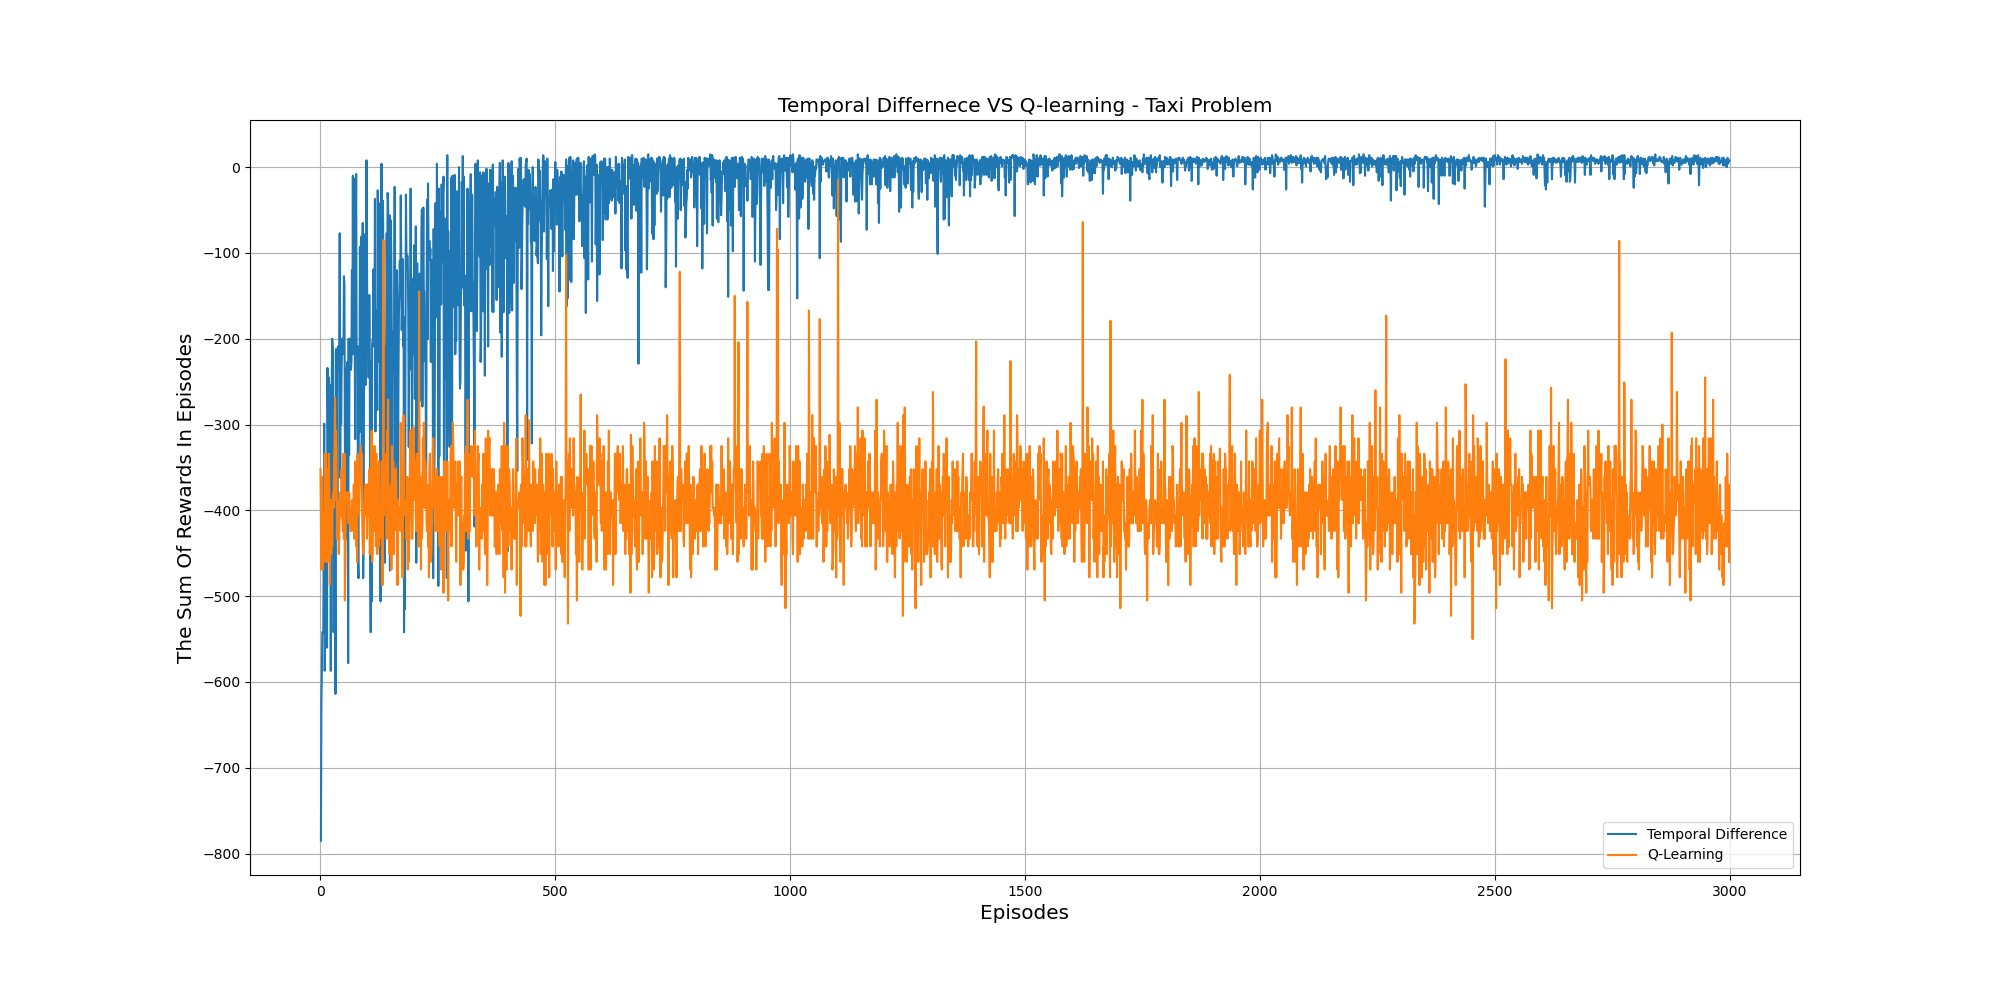 Temporal Differnece VS Q-learning - Taxi Problem
The Sum Of Rewards In Episodes
0
−100
−200
−300
−400
−500
−600
−700
−800
Temporal Difference
Q-Learning
0 500 1000 1500 2000 2500 3000
Episodes